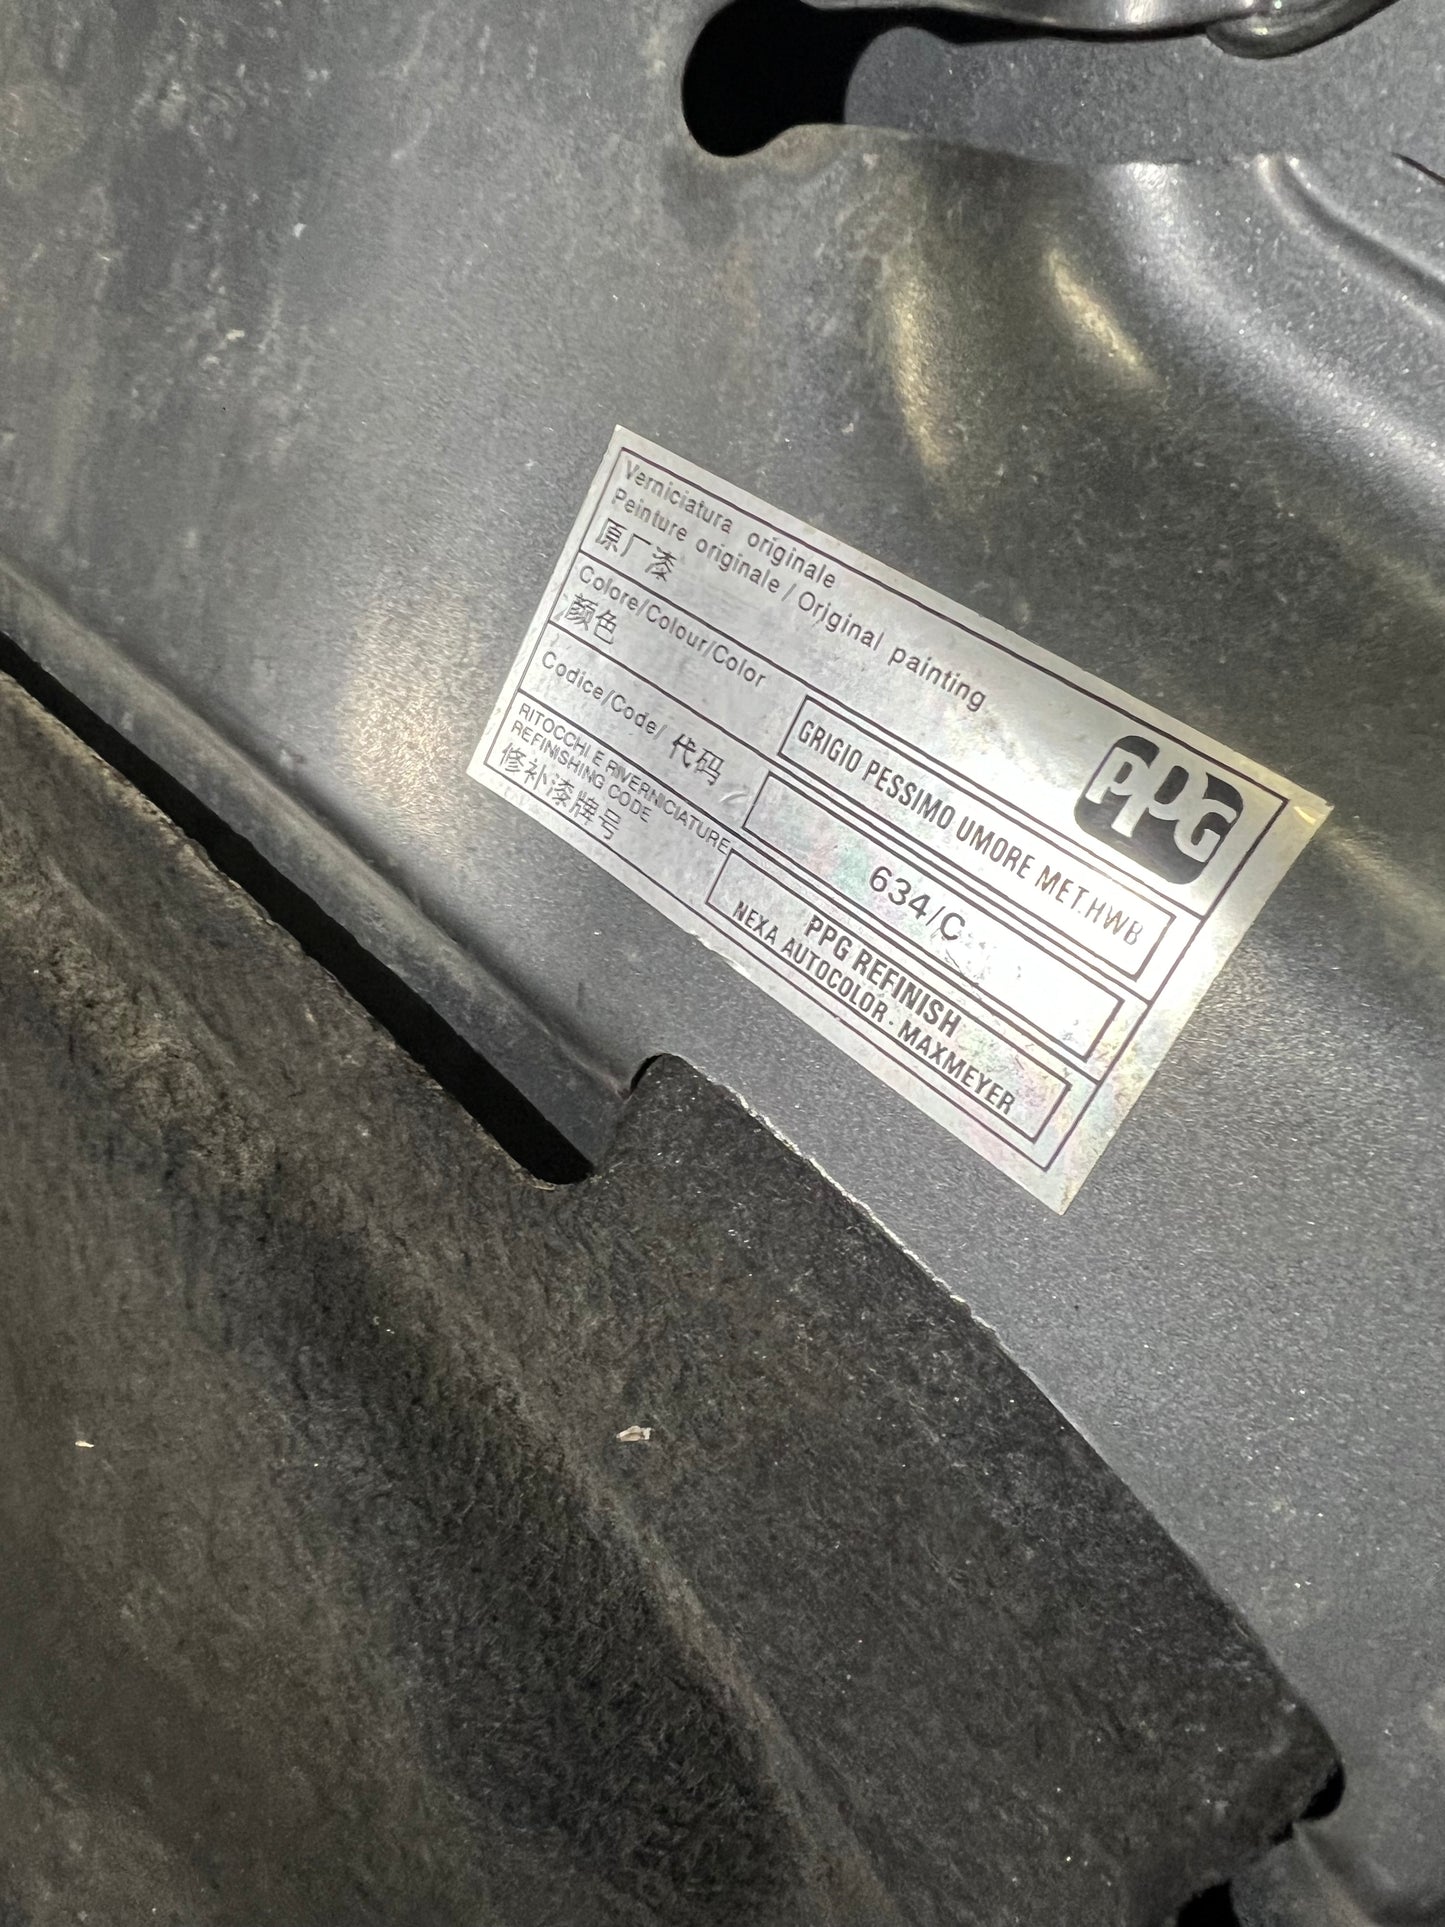 Verniciatura originale
Peinture originale / Original painting
原厂漆
PPG
Colore/Colour/Color
颜色
GRIGIO PESSIMO UMORE MET.HWB
Codice/Code/ 代码
634/C
RITOCCHI E RIVERNICIATURE
REFINISHING CODE
修补漆牌号
PPG REFINISH
NEXA AUTOCOLOR - MAXMEYER